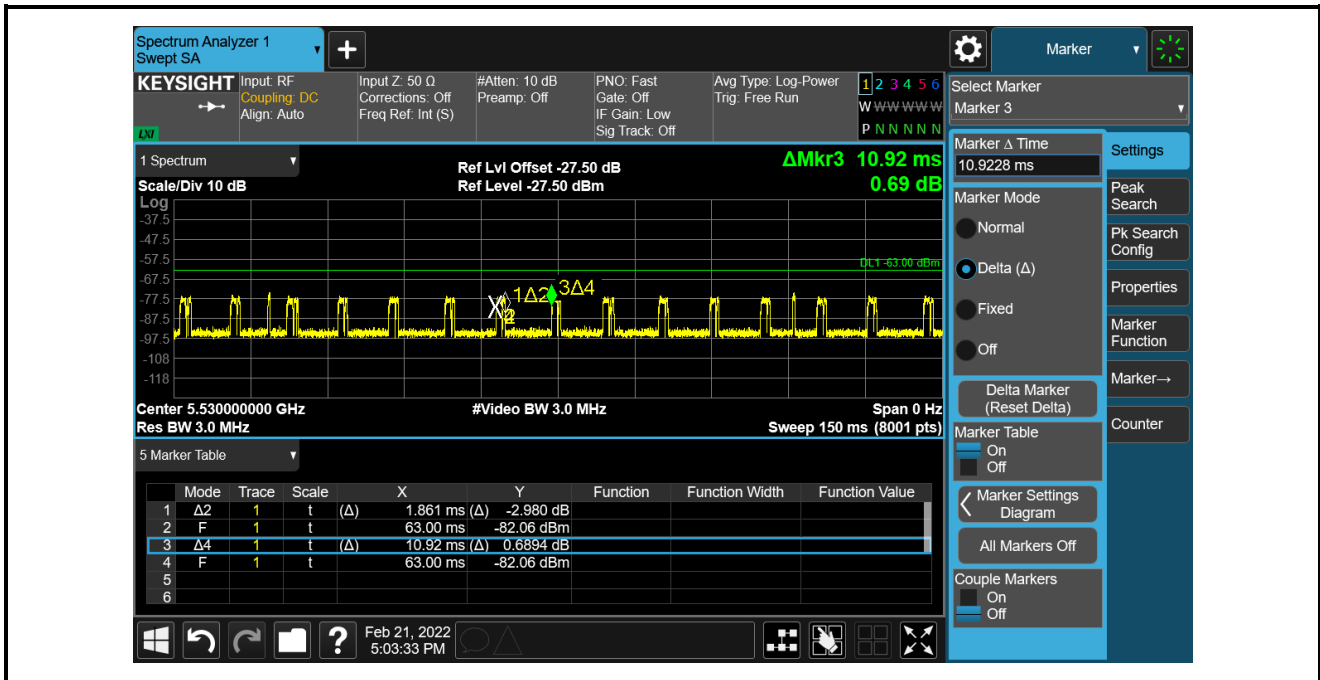 Spectrum Analyzer 1
Swept SA
+
Marker
KEYSIGHT
LXI
Input: RF
Coupling: DC
Align: Auto
Input Z: 50 Ω
Corrections: Off
Freq Ref: Int (S)
#Atten: 10 dB
Preamp: Off
PNO: Fast
Gate: Off
IF Gain: Low
Sig Track: Off
Avg Type: Log-Power
Trig: Free Run
1 2 3 4 5 6
W W W W W W
P N N N N N
Select Marker
Marker 3
1 Spectrum
Scale/Div 10 dB
Ref Lvl Offset -27.50 dB
Ref Level -27.50 dBm
ΔMkr3 10.92 ms
0.69 dB
Log
-37.5
-47.5
-57.5
-67.5
-77.5
-87.5
-97.5
-108
-118
DL1 -63.00 dBm
1Δ2
3Δ4
Center 5.530000000 GHz
Res BW 3.0 MHz
#Video BW 3.0 MHz
Span 0 Hz
Sweep 150 ms (8001 pts)
Marker Δ Time
10.9228 ms
Marker Mode
Normal
Delta (Δ)
Fixed
Off
Delta Marker
(Reset Delta)
Marker Table
On
Off
Marker Settings
Diagram
All Markers Off
Couple Markers
On
Off
Settings
Peak
Search
Pk Search
Config
Properties
Marker
Function
Marker→
Counter
5 Marker Table
Mode Trace Scale X Y Function Function Width Function Value
1 Δ2 1 t (Δ) 1.861 ms (Δ) -2.980 dB
2 F 1 t 63.00 ms -82.06 dBm
3 Δ4 1 t (Δ) 10.92 ms (Δ) 0.6894 dB
4 F 1 t 63.00 ms -82.06 dBm
5
6
?
Feb 21, 2022
5:03:33 PM